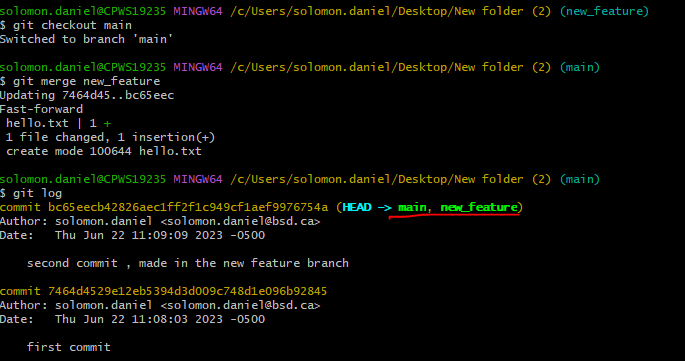 solomon.daniel@CPWS19235 MINGW64 /c/Users/solomon.daniel/Desktop/New folder (2) (new_feature)
$ git checkout main
Switched to branch 'main'
solomon.daniel@CPWS19235 MINGW64 /c/Users/solomon.daniel/Desktop/New folder (2) (main)
$ git merge new_feature
Updating 7464d45..bc65eec
Fast-forward
 hello.txt | 1 +
 1 file changed, 1 insertion(+)
 create mode 100644 hello.txt
solomon.daniel@CPWS19235 MINGW64 /c/Users/solomon.daniel/Desktop/New folder (2) (main)
$ git log
commit bc65eecb42826aec1ff2f1c949cf1aef9976754a (HEAD -> main, new_feature)
Author: solomon.daniel <solomon.daniel@bsd.ca>
Date:   Thu Jun 22 11:09:09 2023 -0500
    second commit , made in the new feature branch
commit 7464d4529e12eb5394d3d009c748d1e096b92845
Author: solomon.daniel <solomon.daniel@bsd.ca>
Date:   Thu Jun 22 11:08:03 2023 -0500
    first commit